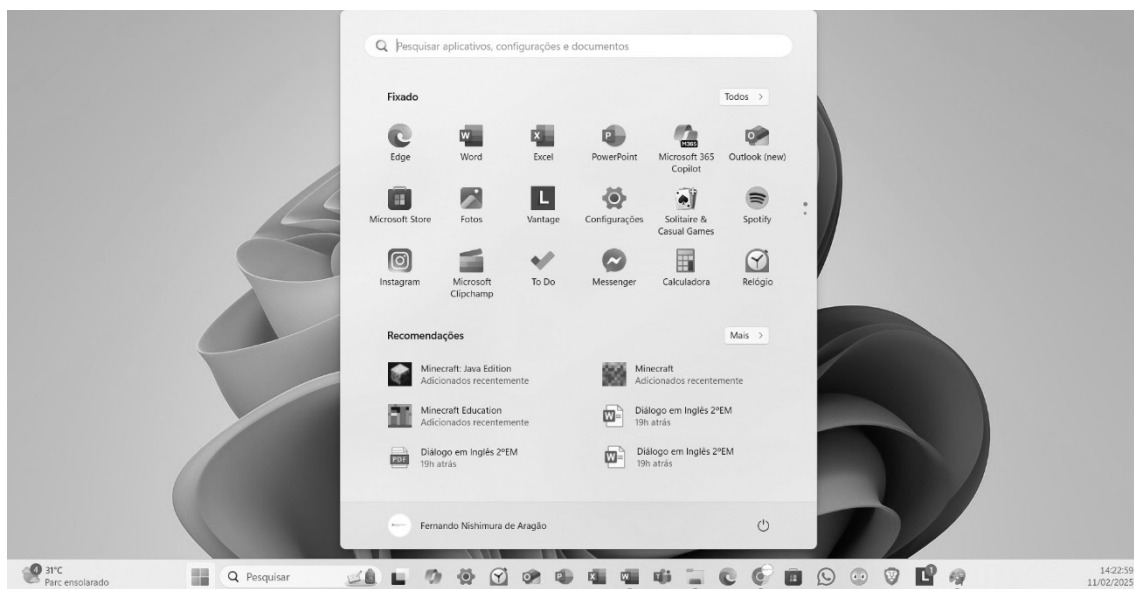 Pesquisar aplicativos, configurações e documentos
Fixado
Todos >
Edge
Word
Excel
PowerPoint
Microsoft 365
Copilot
Outlook (new)
Microsoft Store
Fotos
Vantage
Configurações
Solitaire &
Casual Games
Spotify
Instagram
Microsoft
Clipchamp
To Do
Messenger
Calculadora
Relógio
Recomendações
Mais >
Minecraft: Java Edition
Adicionados recentemente
Minecraft
Adicionados recentemente
Minecraft Education
Adicionados recentemente
Diálogo em Inglês 2ºEM
19h atrás
Diálogo em Inglês 2ºEM
19h atrás
Diálogo em Inglês 2ºEM
19h atrás
Fernando Nishimura de Aragão
4
31°C
Parc ensolarado
Pesquisar
14:22:59
11/02/2025